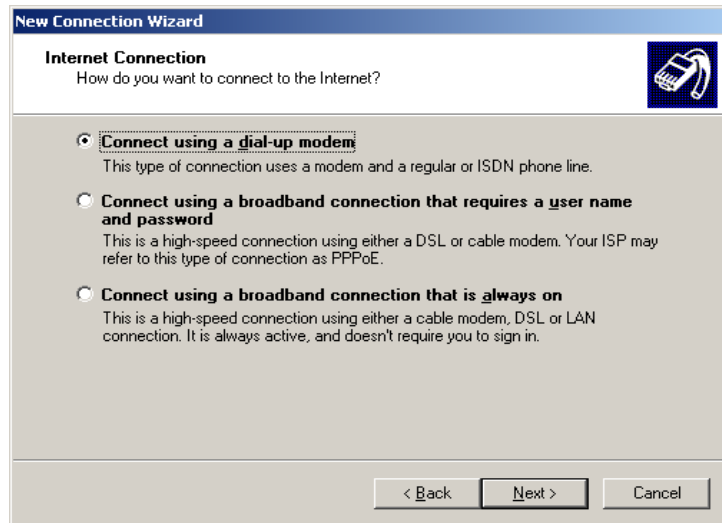 New Connection Wizard
Internet Connection
How do you want to connect to the Internet?
Connect using a dial-up modem
This type of connection uses a modem and a regular or ISDN phone line.
Connect using a broadband connection that requires a user name
and password
This is a high-speed connection using either a DSL or cable modem. Your ISP may
refer to this type of connection as PPPoE.
Connect using a broadband connection that is always on
This is a high-speed connection using either a cable modem, DSL or LAN
connection. It is always active, and doesn't require you to sign in.
< Back Next > Cancel